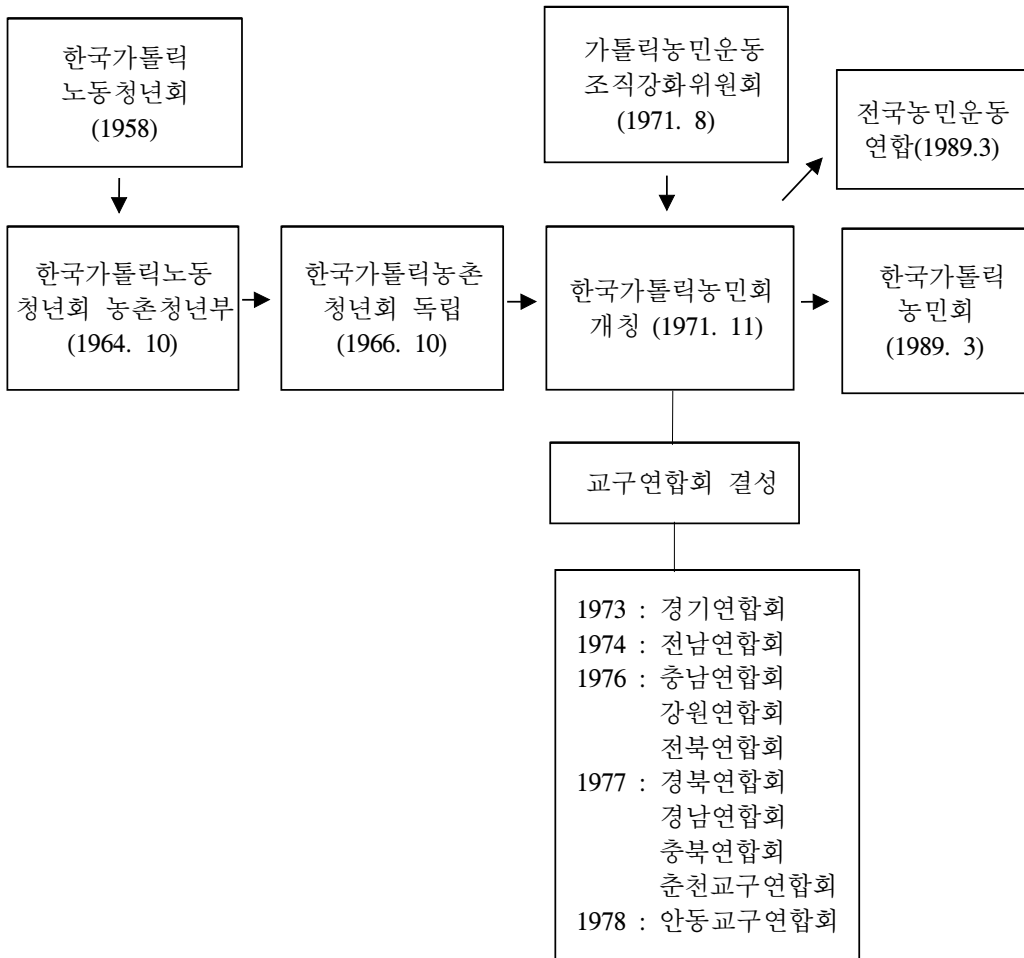 한국가톨릭
노동청년회
(1958)
가톨릭농민운동
조직강화위원회
(1971. 8)
전국농민운동
연합(1989.3)
한국가톨릭노동
청년회 농촌청년부
(1964. 10)
한국가톨릭농촌
청년회 독립
(1966. 10)
한국가톨릭농민회
개칭 (1971. 11)
한국가톨릭
농민회
(1989. 3)
교구연합회 결성
1973 : 경기연합회
1974 : 전남연합회
1976 : 충남연합회
강원연합회
전북연합회
1977 : 경북연합회
경남연합회
충북연합회
춘천교구연합회
1978 : 안동교구연합회